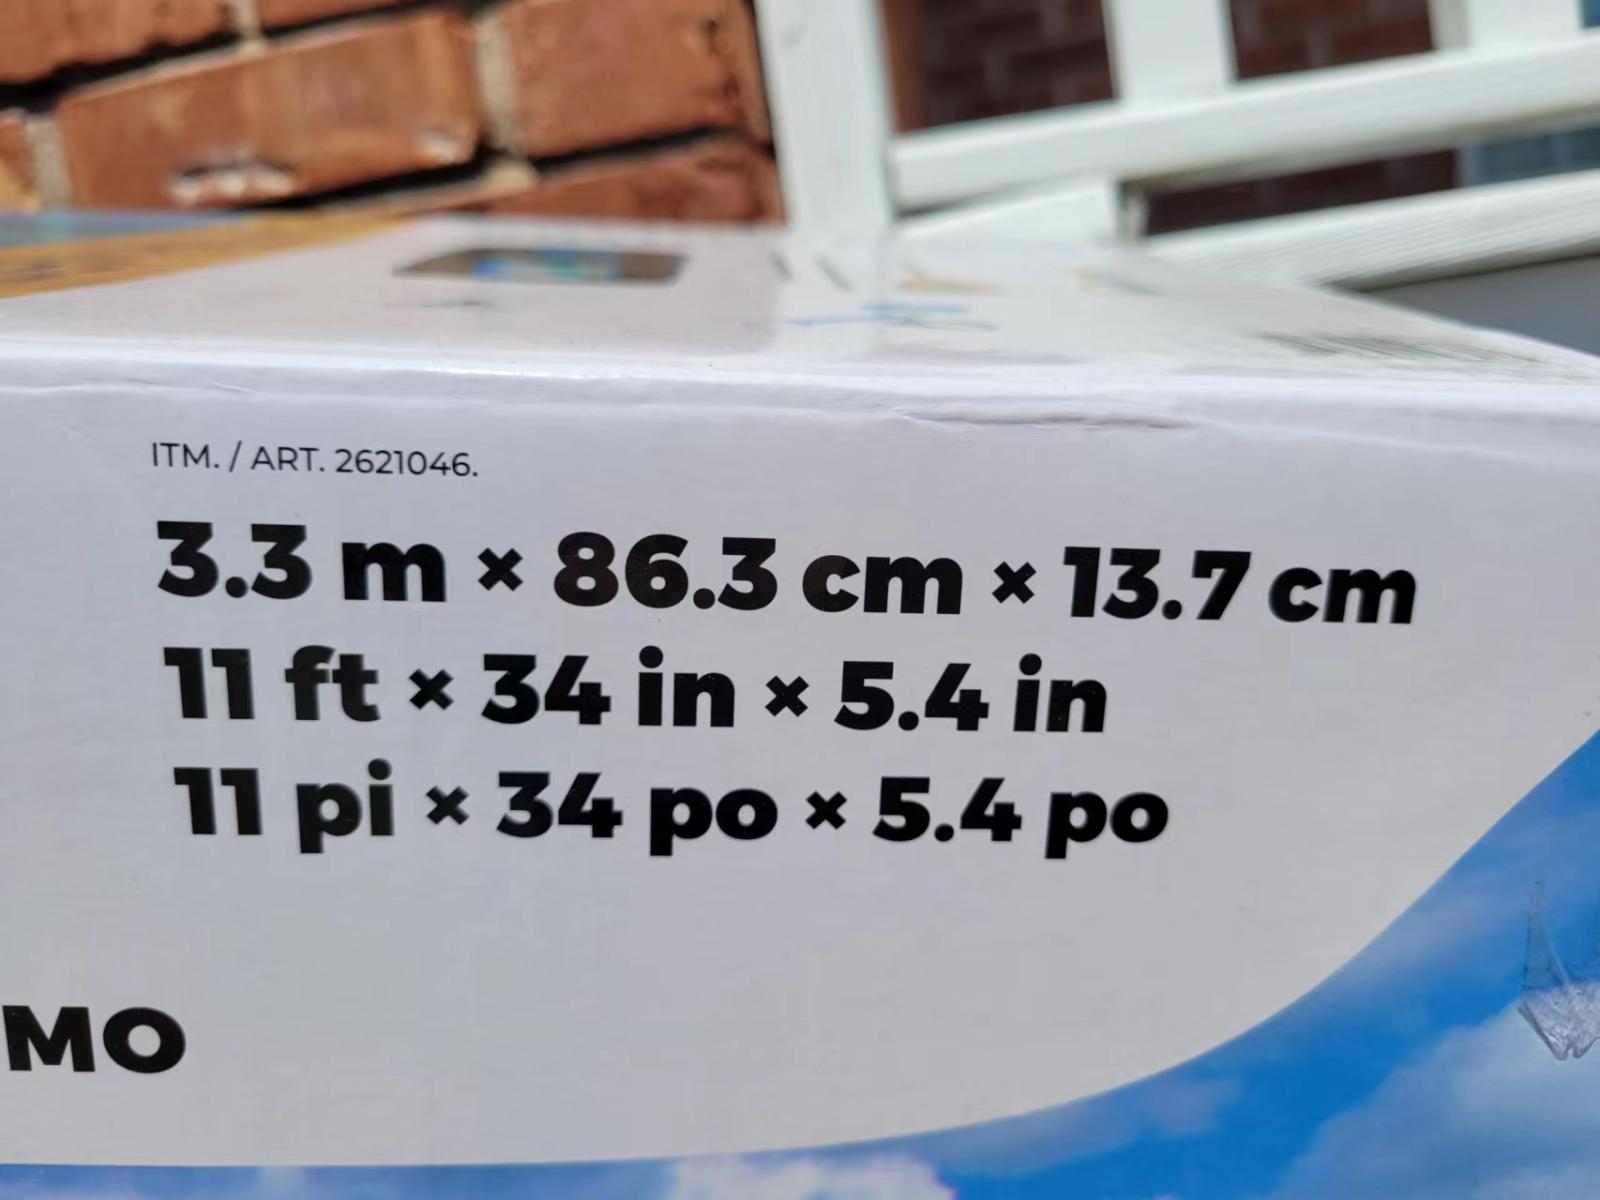 ITM. / ART. 2621046.
3.3 m × 86.3 cm × 13.7 cm
11 ft × 34 in × 5.4 in
11 pi × 34 po × 5.4 po
MO